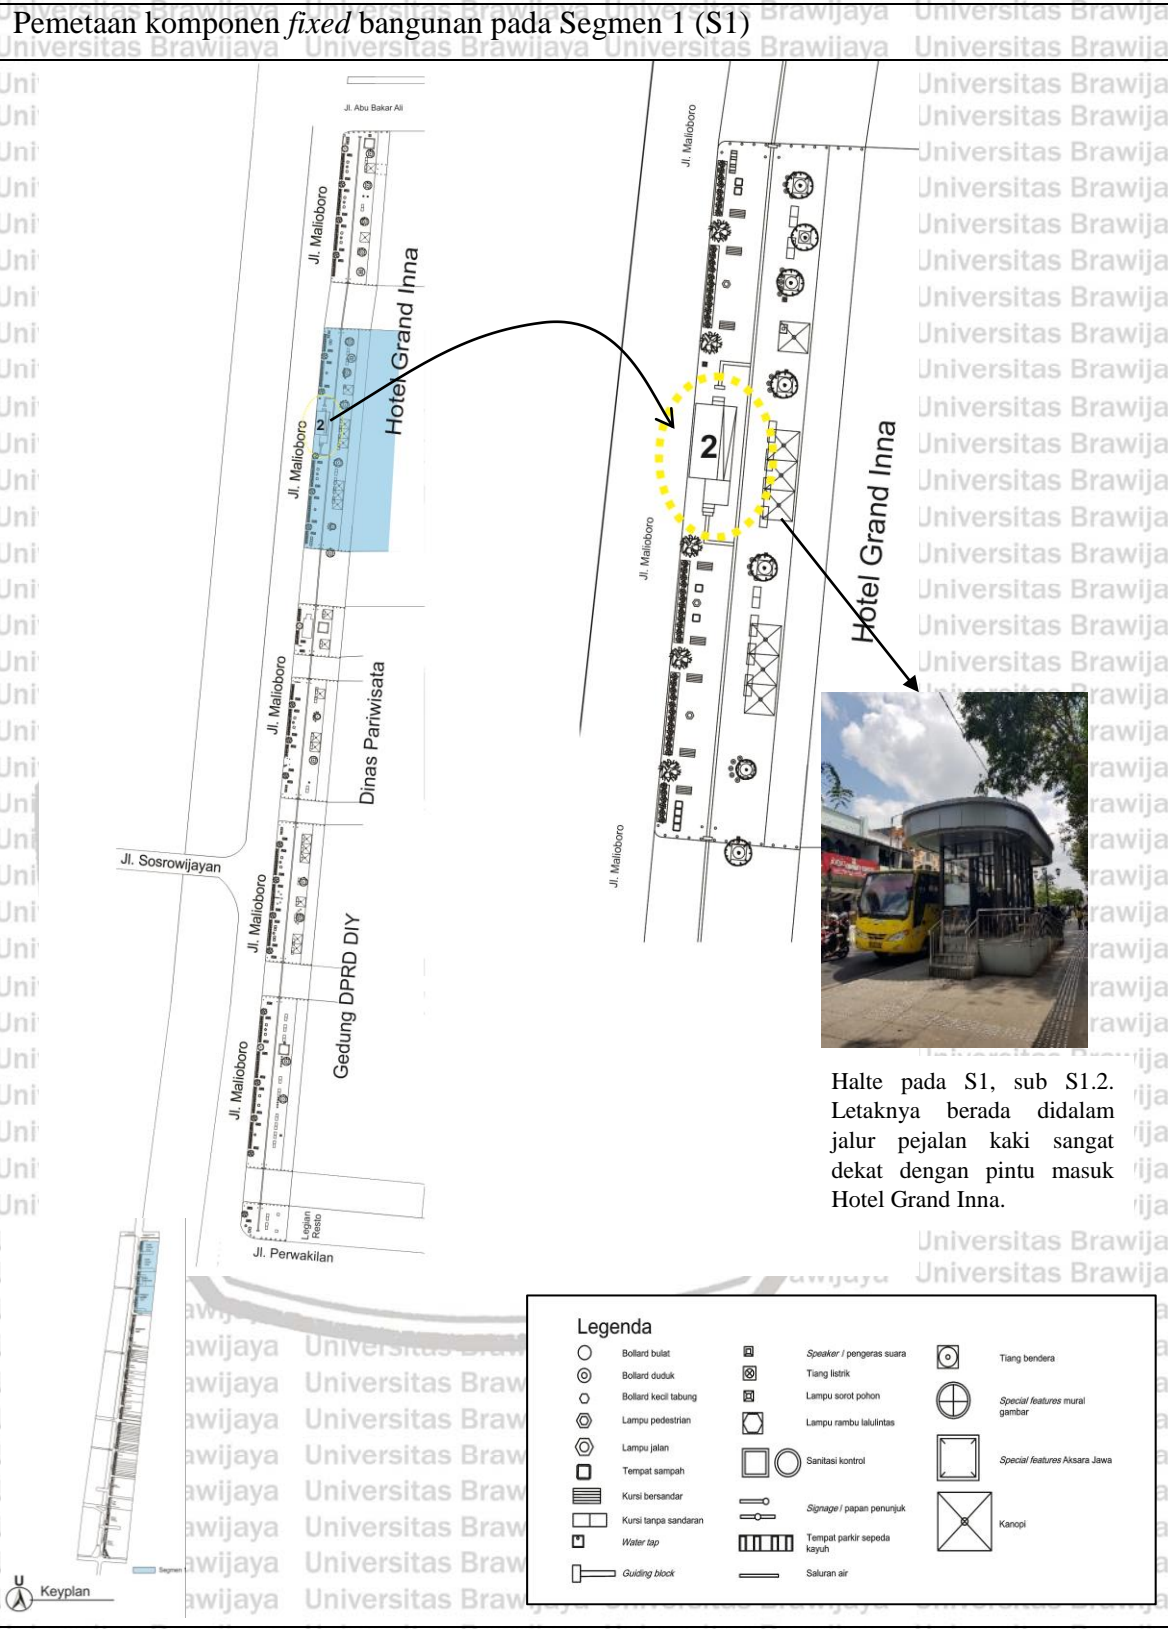 Pemetaan komponen fixed bangunan pada Segmen 1 (S1)
Jl. Abu Bakar Ali
Jl. Malioboro
Hotel Grand Inna
Jl. Malioboro
2
Jl. Malioboro
Dinas Pariwisata
Jl. Sosrowijayan
Jl. Malioboro
Gedung DPRD DIY
Jl. Malioboro
Legian
Resto
Jl. Perwakilan
Jl. Malioboro
2
Jl. Malioboro
Hotel Grand Inna
Jl. Malioboro
Halte pada S1, sub S1.2.
Letaknya berada didalam
jalur pejalan kaki sangat
dekat dengan pintu masuk
Hotel Grand Inna.
U
Keyplan
Segmen
Legenda
Bollard bulat
Bollard duduk
Bollard kecil tabung
Lampu pedestrian
Lampu jalan
Tempat sampah
Kursi bersandar
Kursi tanpa sandaran
Water tap
Guiding block
Speaker / pengeras suara
Tiang listrik
Lampu sorot pohon
Lampu rambu lalulintas
Sanitasi kontrol
Signage / papan penunjuk
Tempat parkir sepeda
kayuh
Saluran air
Tiang bendera
Special features mural
gambar
Special features Aksara Jawa
Kanopi
Universitas Brawijaya